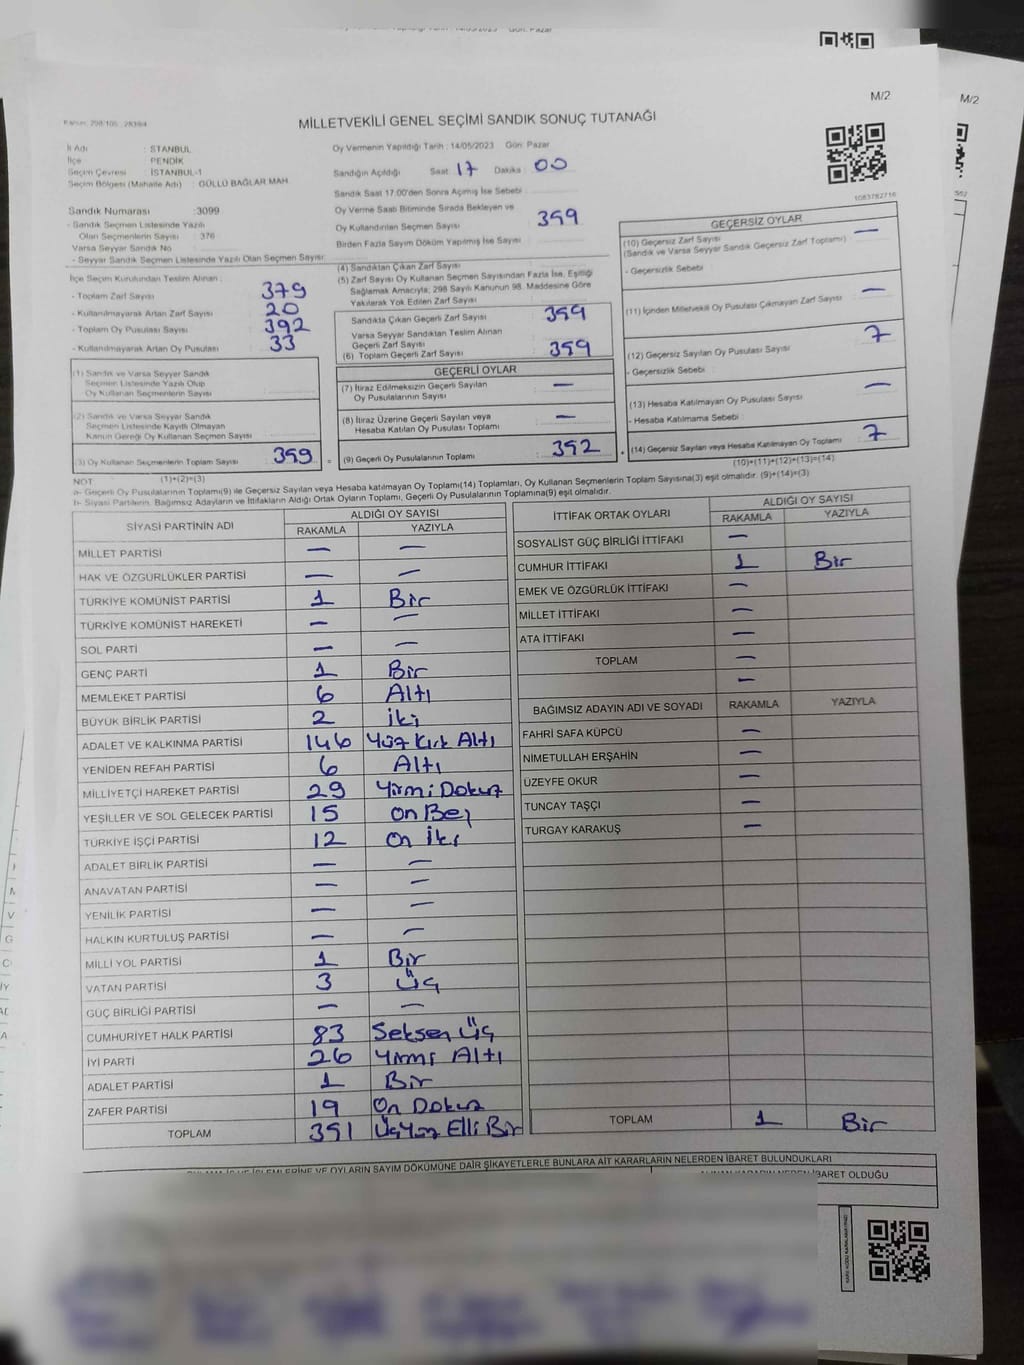 M/2
M/2
MİLLETVEKİLİ GENEL SEÇİMİ SANDIK SONUÇ TUTANAĞI
İl Adı : İSTANBUL
İlçe : PENDİK
Seçim Çevresi : İSTANBUL-1
Seçim Bölgesi (Mahalle Adı) : GÜLLÜ BAĞLAR MAH.
Oy Vermenin Yapıldığı Tarih : 14/05/2023 Gün: Pazar
Sandığın Açıldığı Saat 17 Dakika 00
Sandık Saat 17:00'den Sonra Açılmış İse Sebebi
Oy Verme Saati Bitiminde Sırada Bekleyen ve
Oy Kullandırılan Seçmen Sayısı 359
Birden Fazla Sayım Döküm Yapılmış İse Sayısı
1083782716
Sandık Numarası :3099
- Sandık Seçmen Listesinde Yazılı
Olan Seçmenlerin Sayısı : 376
Varsa Seyyar Sandık No
- Seyyar Sandık Seçmen Listesinde Yazılı Olan Seçmen Sayısı:
İlçe Seçim Kurulundan Teslim Alınan :
- Toplam Zarf Sayısı 379
- Kullanılmayarak Artan Zarf Sayısı 20
- Toplam Oy Pusulası Sayısı 392
- Kullanılmayarak Artan Oy Pusulası 33
(1) Sandık ve Varsa Seyyar Sandık
Seçmen Listesinde Yazılı Olup
Oy Kullanan Seçmenlerin Sayısı
(2) Sandık ve Varsa Seyyar Sandık
Seçmen Listesinde Kayıtlı Olmayan
Kanun Gereği Oy Kullanan Seçmen Sayısı
(3) Oy Kullanan Seçmenlerin Toplam Sayısı 359
(1)+(2)=(3)
(4) Sandıktan Çıkan Zarf Sayısı
(5) Zarf Sayısı Oy Kullanan Seçmen Sayısından Fazla İse, Eşitliği
Sağlamak Amacıyla; 298 Sayılı Kanunun 98. Maddesine Göre
Yakılarak Yok Edilen Zarf Sayısı
Sandıkta Çıkan Geçerli Zarf Sayısı 359
Varsa Seyyar Sandıktan Teslim Alınan
Geçerli Zarf Sayısı
(6) Toplam Geçerli Zarf Sayısı 359
GEÇERLİ OYLAR
(7) İtiraz Edilmeksizin Geçerli Sayılan
Oy Pusulalarının Sayısı —
(8) İtiraz Üzerine Geçerli Sayılan veya
Hesaba Katılan Oy Pusulası Toplamı —
= (9) Geçerli Oy Pusulalarının Toplamı 352 +
GEÇERSİZ OYLAR
(10) Geçersiz Zarf Sayısı —
(Sandık ve Varsa Seyyar Sandık Geçersiz Zarf Toplamı)
- Geçersizlik Sebebi
(11) İçinden Milletvekili Oy Pusulası Çıkmayan Zarf Sayısı —
(12) Geçersiz Sayılan Oy Pusulası Sayısı 7
- Geçersizlik Sebebi
(13) Hesaba Katılmayan Oy Pusulası Sayısı —
- Hesaba Katılmama Sebebi
(14) Geçersiz Sayılan veya Hesaba Katılmayan Oy Toplamı 7
(10)+(11)+(12)+(13)=(14)
NOT
a- Geçerli Oy Pusulalarının Toplamı(9) ile Geçersiz Sayılan veya Hesaba katılmayan Oy Toplamı(14) Toplamları, Oy Kullanan Seçmenlerin Toplam Sayısına(3) eşit olmalıdır. (9)+(14)=(3)
b- Siyasi Partilerin, Bağımsız Adayların ve İttifakların Aldığı Ortak Oyların Toplamı, Geçerli Oy Pusulalarının Toplamına(9) eşit olmalıdır.
SİYASİ PARTİNİN ADI ALDIĞI OY SAYISI
RAKAMLA YAZIYLA
MİLLET PARTİSİ — —
HAK VE ÖZGÜRLÜKLER PARTİSİ — —
TÜRKİYE KOMÜNİST PARTİSİ 1 Bir
TÜRKİYE KOMÜNİST HAREKETİ — —
SOL PARTİ — —
GENÇ PARTİ 1 Bir
MEMLEKET PARTİSİ 6 Altı
BÜYÜK BİRLİK PARTİSİ 2 iki
ADALET VE KALKINMA PARTİSİ 146 Yüz Kırk Altı
YENİDEN REFAH PARTİSİ 6 Altı
MİLLİYETÇİ HAREKET PARTİSİ 29 Yirmi Dokuz
YEŞİLLER VE SOL GELECEK PARTİSİ 15 On Beş
TÜRKİYE İŞÇİ PARTİSİ 12 On İki
ADALET BİRLİK PARTİSİ — —
ANAVATAN PARTİSİ — —
YENİLİK PARTİSİ — —
HALKIN KURTULUŞ PARTİSİ — —
MİLLİ YOL PARTİSİ 1 Bir
VATAN PARTİSİ 3 Üç
GÜÇ BİRLİĞİ PARTİSİ — —
CUMHURİYET HALK PARTİSİ 83 Seksen Üç
İYİ PARTİ 26 Yirmi Altı
ADALET PARTİSİ 1 Bir
ZAFER PARTİSİ 19 On Dokuz
TOPLAM 351 ÜçYüz Elli Bir
İTTİFAK ORTAK OYLARI ALDIĞI OY SAYISI
RAKAMLA YAZIYLA
SOSYALİST GÜÇ BİRLİĞİ İTTİFAKI —
CUMHUR İTTİFAKI 1 Bir
EMEK VE ÖZGÜRLÜK İTTİFAKI —
MİLLET İTTİFAKI —
ATA İTTİFAKI —
TOPLAM —
—
BAĞIMSIZ ADAYIN ADI VE SOYADI RAKAMLA YAZIYLA
FAHRİ SAFA KÜPCÜ —
NİMETULLAH ERŞAHİN —
ÜZEYFE OKUR —
TUNCAY TAŞÇI —
TURGAY KARAKUŞ —
TOPLAM 1 Bir
İŞLEMLERİNE VE OYLARIN SAYIM DÖKÜMÜNE DAİR ŞİKAYETLERLE BUNLARA AİT KARARLARIN NELERDEN İBARET BULUNDUKLARI
ALINAN KARARIN NEDEN İBARET OLDUĞU